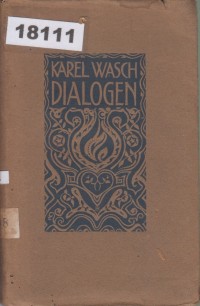 18111
KAREL WASCH
DIALOGEN